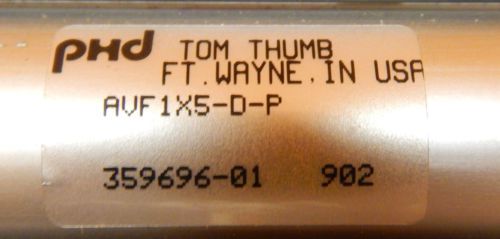 PHD TOM THUMB
FT.WAYNE.IN USA
AVF1X5-D-P
359696-01 902